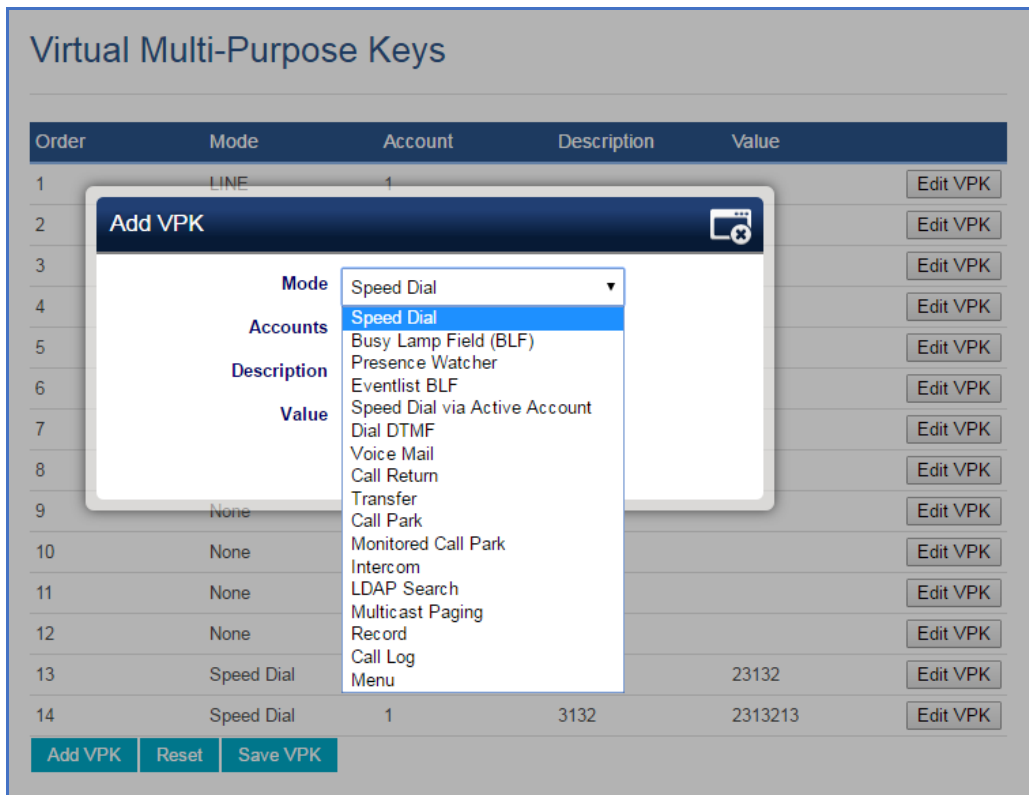 Virtual Multi-Purpose Keys
Order Mode Account Description Value
1 LINE 1 Edit VPK
2 Edit VPK
3 Edit VPK
4 Edit VPK
5 Edit VPK
6 Edit VPK
7 Edit VPK
8 Edit VPK
9 None Edit VPK
10 None Edit VPK
11 None Edit VPK
12 None Edit VPK
13 Speed Dial 23132 Edit VPK
14 Speed Dial 1 3132 2313213 Edit VPK
Add VPK Reset Save VPK
Add VPK
Mode Speed Dial
Accounts
Description
Value
Speed Dial
Busy Lamp Field (BLF)
Presence Watcher
Eventlist BLF
Speed Dial via Active Account
Dial DTMF
Voice Mail
Call Return
Transfer
Call Park
Monitored Call Park
Intercom
LDAP Search
Multicast Paging
Record
Call Log
Menu